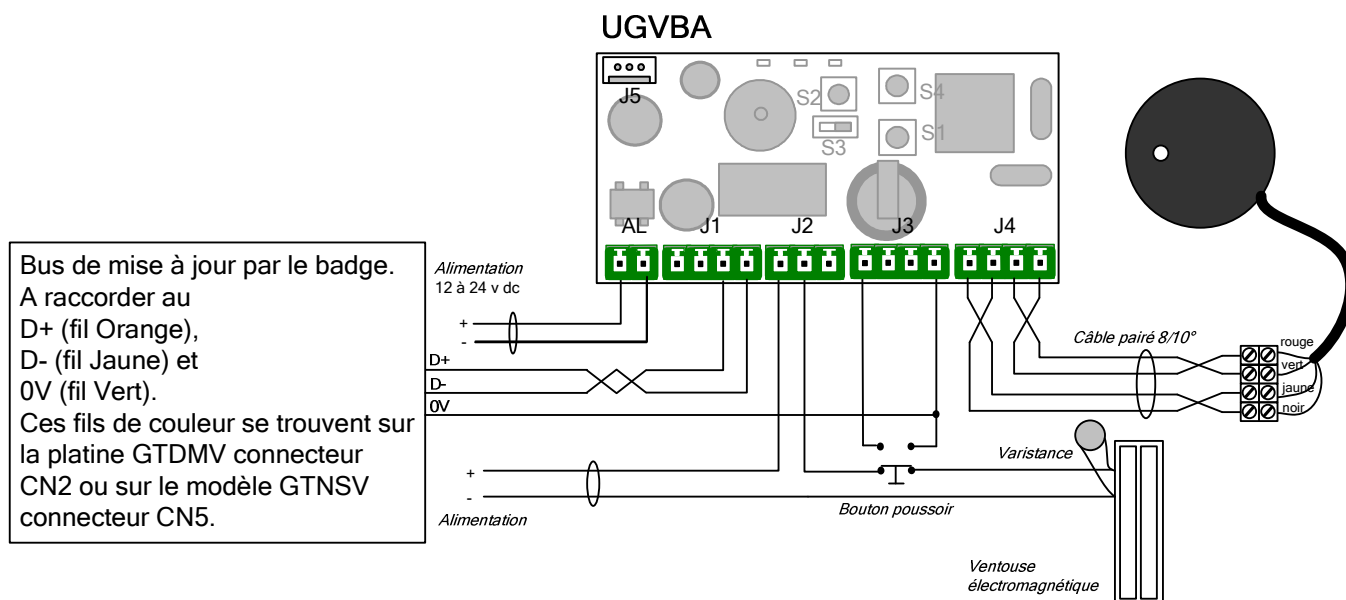 UGVBA
J5
S2
S4
S3
S1
AL
J1
J2
J3
J4
Bus de mise à jour par le badge.
A raccorder au
D+ (fil Orange),
D- (fil Jaune) et
0V (fil Vert).
Ces fils de couleur se trouvent sur
la platine GTDMV connecteur
CN2 ou sur le modèle GTNSV
connecteur CN5.
Alimentation
12 à 24 v dc
+
-
D+
D-
0V
+
-
Alimentation
Câble pairé 8/10°
rouge
vert
jaune
noir
Varistance
Bouton poussoir
Ventouse
électromagnétique